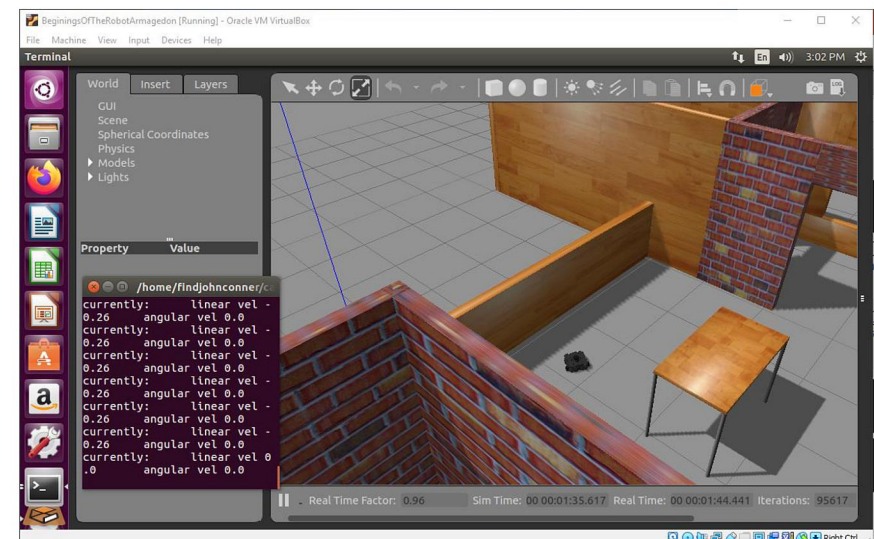 BeginingsOfTheRobotArmagedon [Running] - Oracle VM VirtualBox
File Machine View Input Devices Help
Terminal En 3:02 PM
World Insert Layers
GUI
Scene
Spherical Coordinates
Physics
Models
Lights
Property Value
/home/findjohnconner/c
currently: linear vel -
0.26 angular vel 0.0
currently: linear vel -
0.26 angular vel 0.0
currently: linear vel -
0.26 angular vel 0.0
currently: linear vel -
0.26 angular vel 0.0
currently: linear vel -
0.26 angular vel 0.0
currently: linear vel -
0.26 angular vel 0.0
currently: linear vel 0
.0 angular vel 0.0
Real Time Factor: 0.96 Sim Time: 00 00:01:35.617 Real Time: 00 00:01:44.441 Iterations: 95617
Right Ctrl